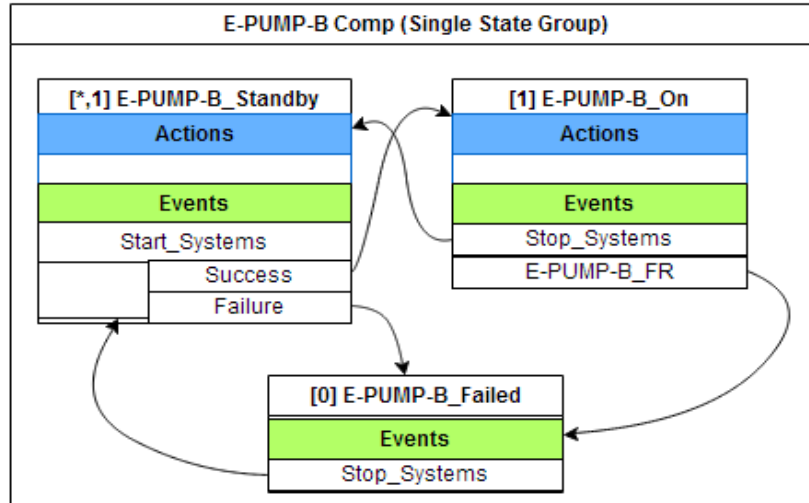 E-PUMP-B Comp (Single State Group)
[*,1] E-PUMP-B_Standby
Actions
Events
Start_Systems
Success
Failure
[1] E-PUMP-B_On
Actions
Events
Stop_Systems
E-PUMP-B_FR
[0] E-PUMP-B_Failed
Events
Stop_Systems